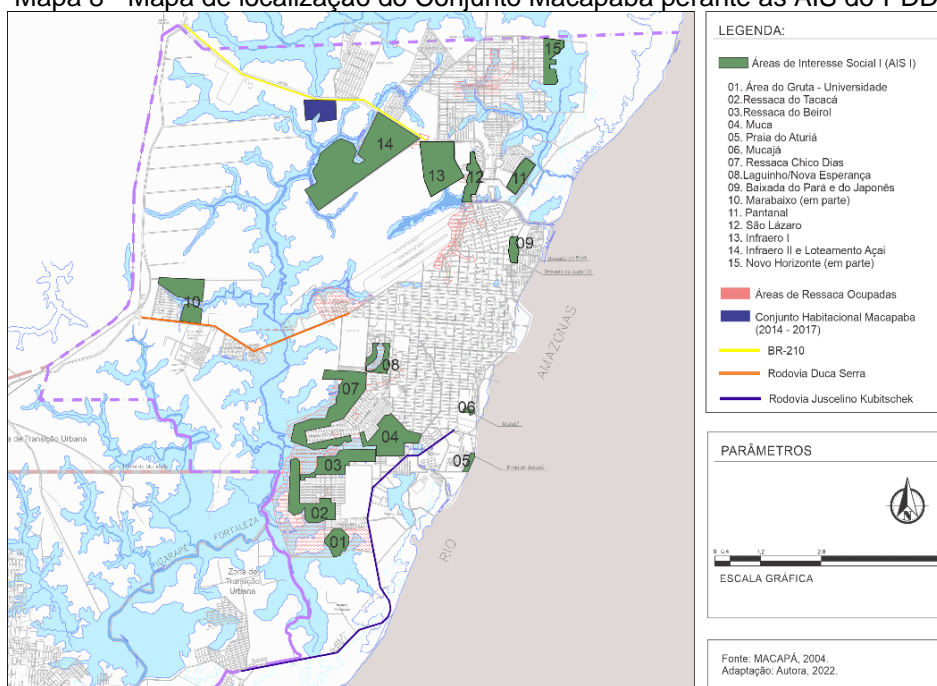 Mapa 8 - Mapa de localização do Conjunto Macapaba perante as AIS do PDD
LEGENDA:
Áreas de Interesse Social I (AIS I)
01. Área do Gruta - Universidade
02.Ressaca do Tacacá
03.Ressaca do Beirol
04. Muca
05. Praia do Aturiá
06. Mucajá
07. Ressaca Chico Dias
08.Laguinho/Nova Esperança
09. Baixada do Pará e do Japonês
10. Marabaixo (em parte)
11. Pantanal
12. São Lázaro
13. Infraero I
14. Infraero II e Loteamento Açaí
15. Novo Horizonte (em parte)
Áreas de Ressaca Ocupadas
Conjunto Habitacional Macapaba
(2014 - 2017)
BR-210
Rodovia Duca Serra
Rodovia Juscelino Kubitschek
PARÂMETROS
N
ESCALA GRÁFICA
Fonte: MACAPÁ, 2004.
Adaptação: Autora, 2022.
15
14
13
12
11
09
10
AMAZONAS
08
07
06
04
05
03
02
01
a de Transição Urbana
IGARAPÉ FORTALEZA
RIO
Zona de
Transição
Urbana